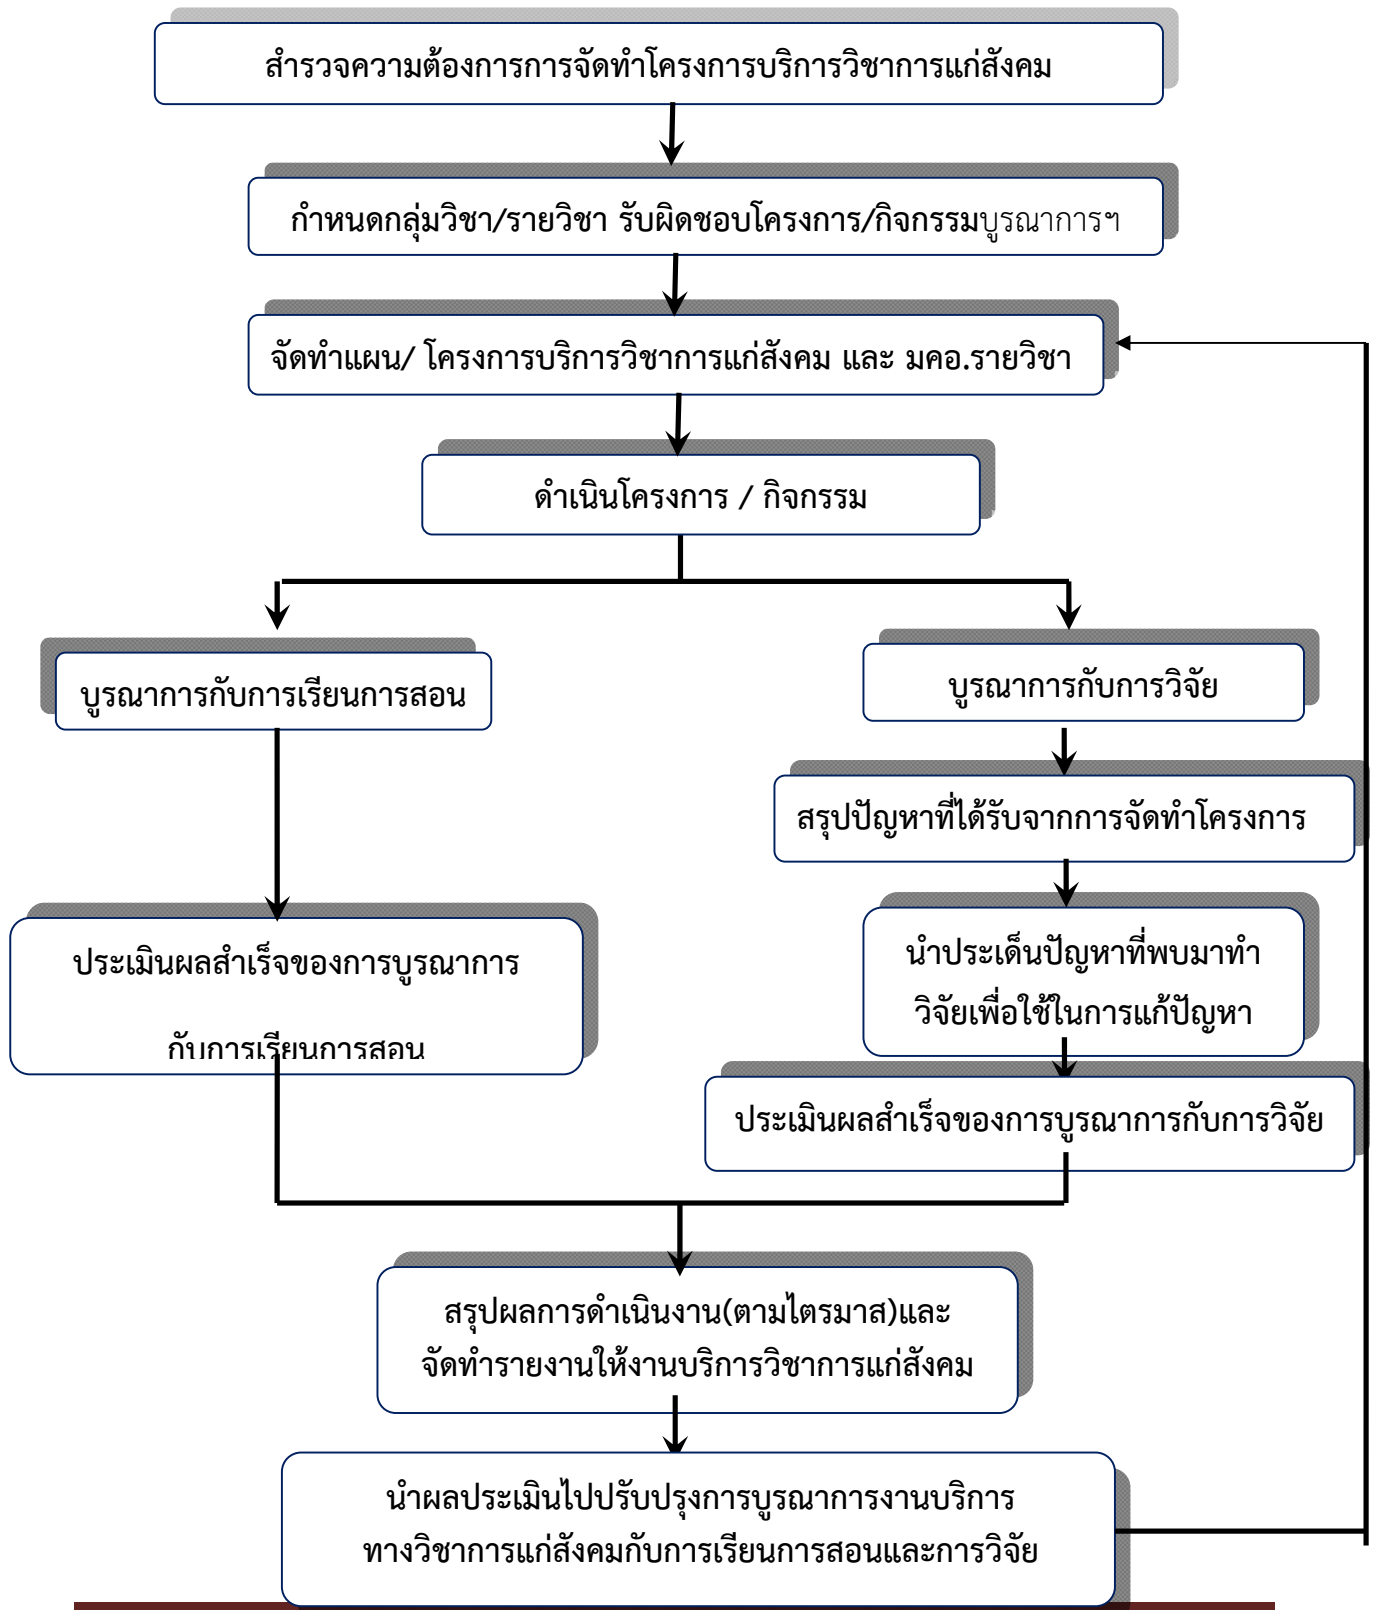 สำรวจความต้องการการจัดทำโครงการบริการวิชาการแก่สังคม
กำหนดกลุ่มวิชา/รายวิชา รับผิดชอบโครงการ/กิจกรรมบูรณาการฯ
จัดทำแผน/ โครงการบริการวิชาการแก่สังคม และ มคอ.รายวิชา
ดำเนินโครงการ / กิจกรรม
บูรณาการกับการเรียนการสอน
ประเมินผลสำเร็จของการบูรณาการ
กับการเรียนการสอน
บูรณาการกับการวิจัย
สรุปปัญหาที่ได้รับจากการจัดทำโครงการ
นำประเด็นปัญหาที่พบมาทำ
วิจัยเพื่อใช้ในการแก้ปัญหา
ประเมินผลสำเร็จของการบูรณาการกับการวิจัย
สรุปผลการดำเนินงาน(ตามไตรมาส)และ
จัดทำรายงานให้งานบริการวิชาการแก่สังคม
นำผลประเมินไปปรับปรุงการบูรณาการงานบริการ
ทางวิชาการแก่สังคมกับการเรียนการสอนและการวิจัย